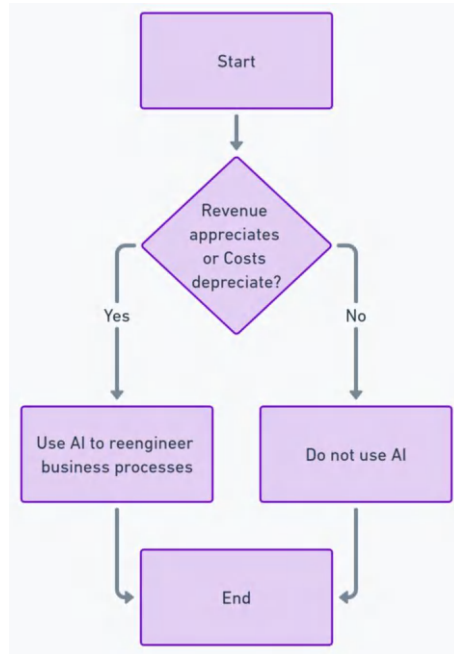 Start
Revenue
appreciates
or Costs
depreciate?
Yes
No
Use AI to reengineer
business processes
Do not use AI
End